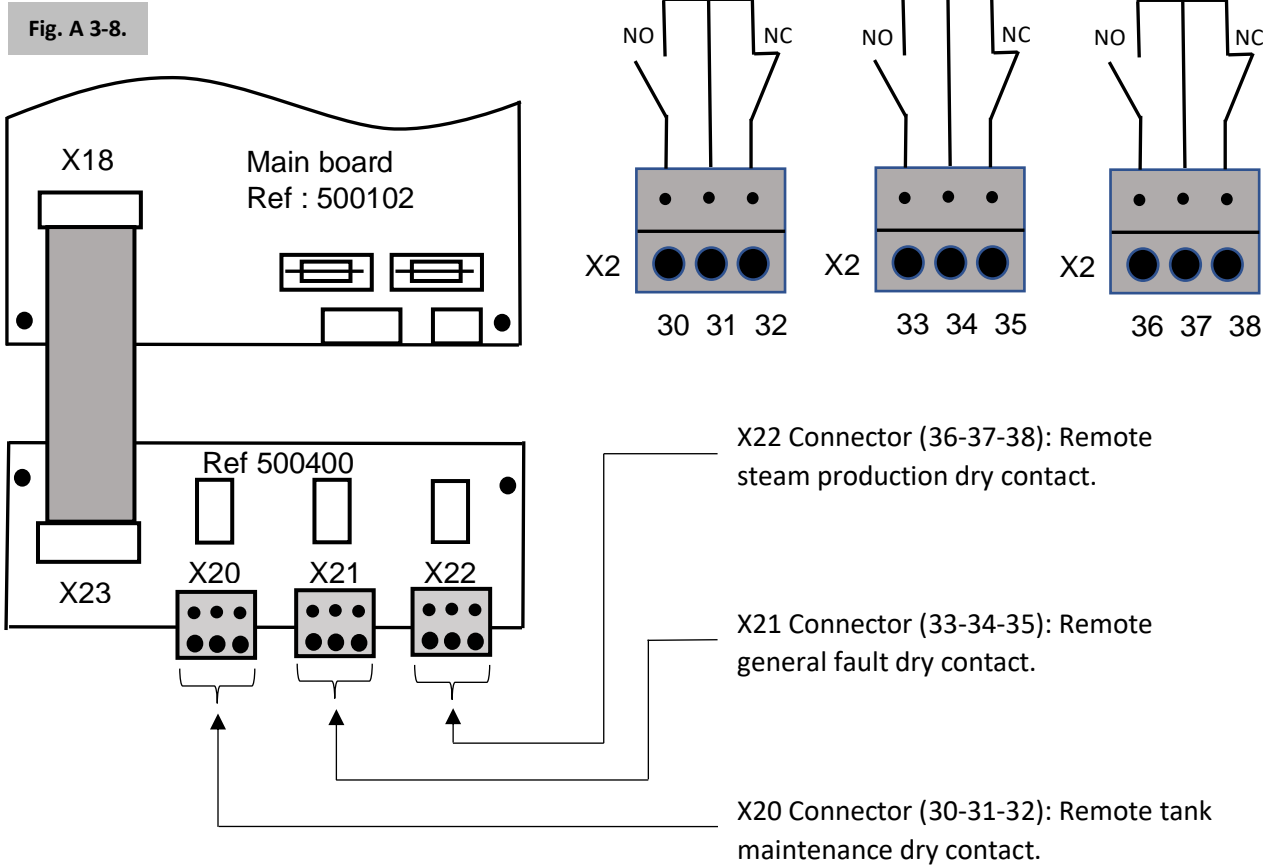 Fig. A 3-8.
NO NC NO NC NO NC
X18
Main board
Ref : 500102
X2 X2 X2
30 31 32 33 34 35 36 37 38
X22 Connector (36-37-38): Remote
steam production dry contact.
Ref 500400
X20 X21 X22
X23
X21 Connector (33-34-35): Remote
general fault dry contact.
X20 Connector (30-31-32): Remote tank
maintenance dry contact.